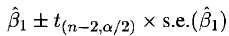 β̂₁ ± t₍ₙ₋₂,α/₂₎ × s.e.(β̂₁)